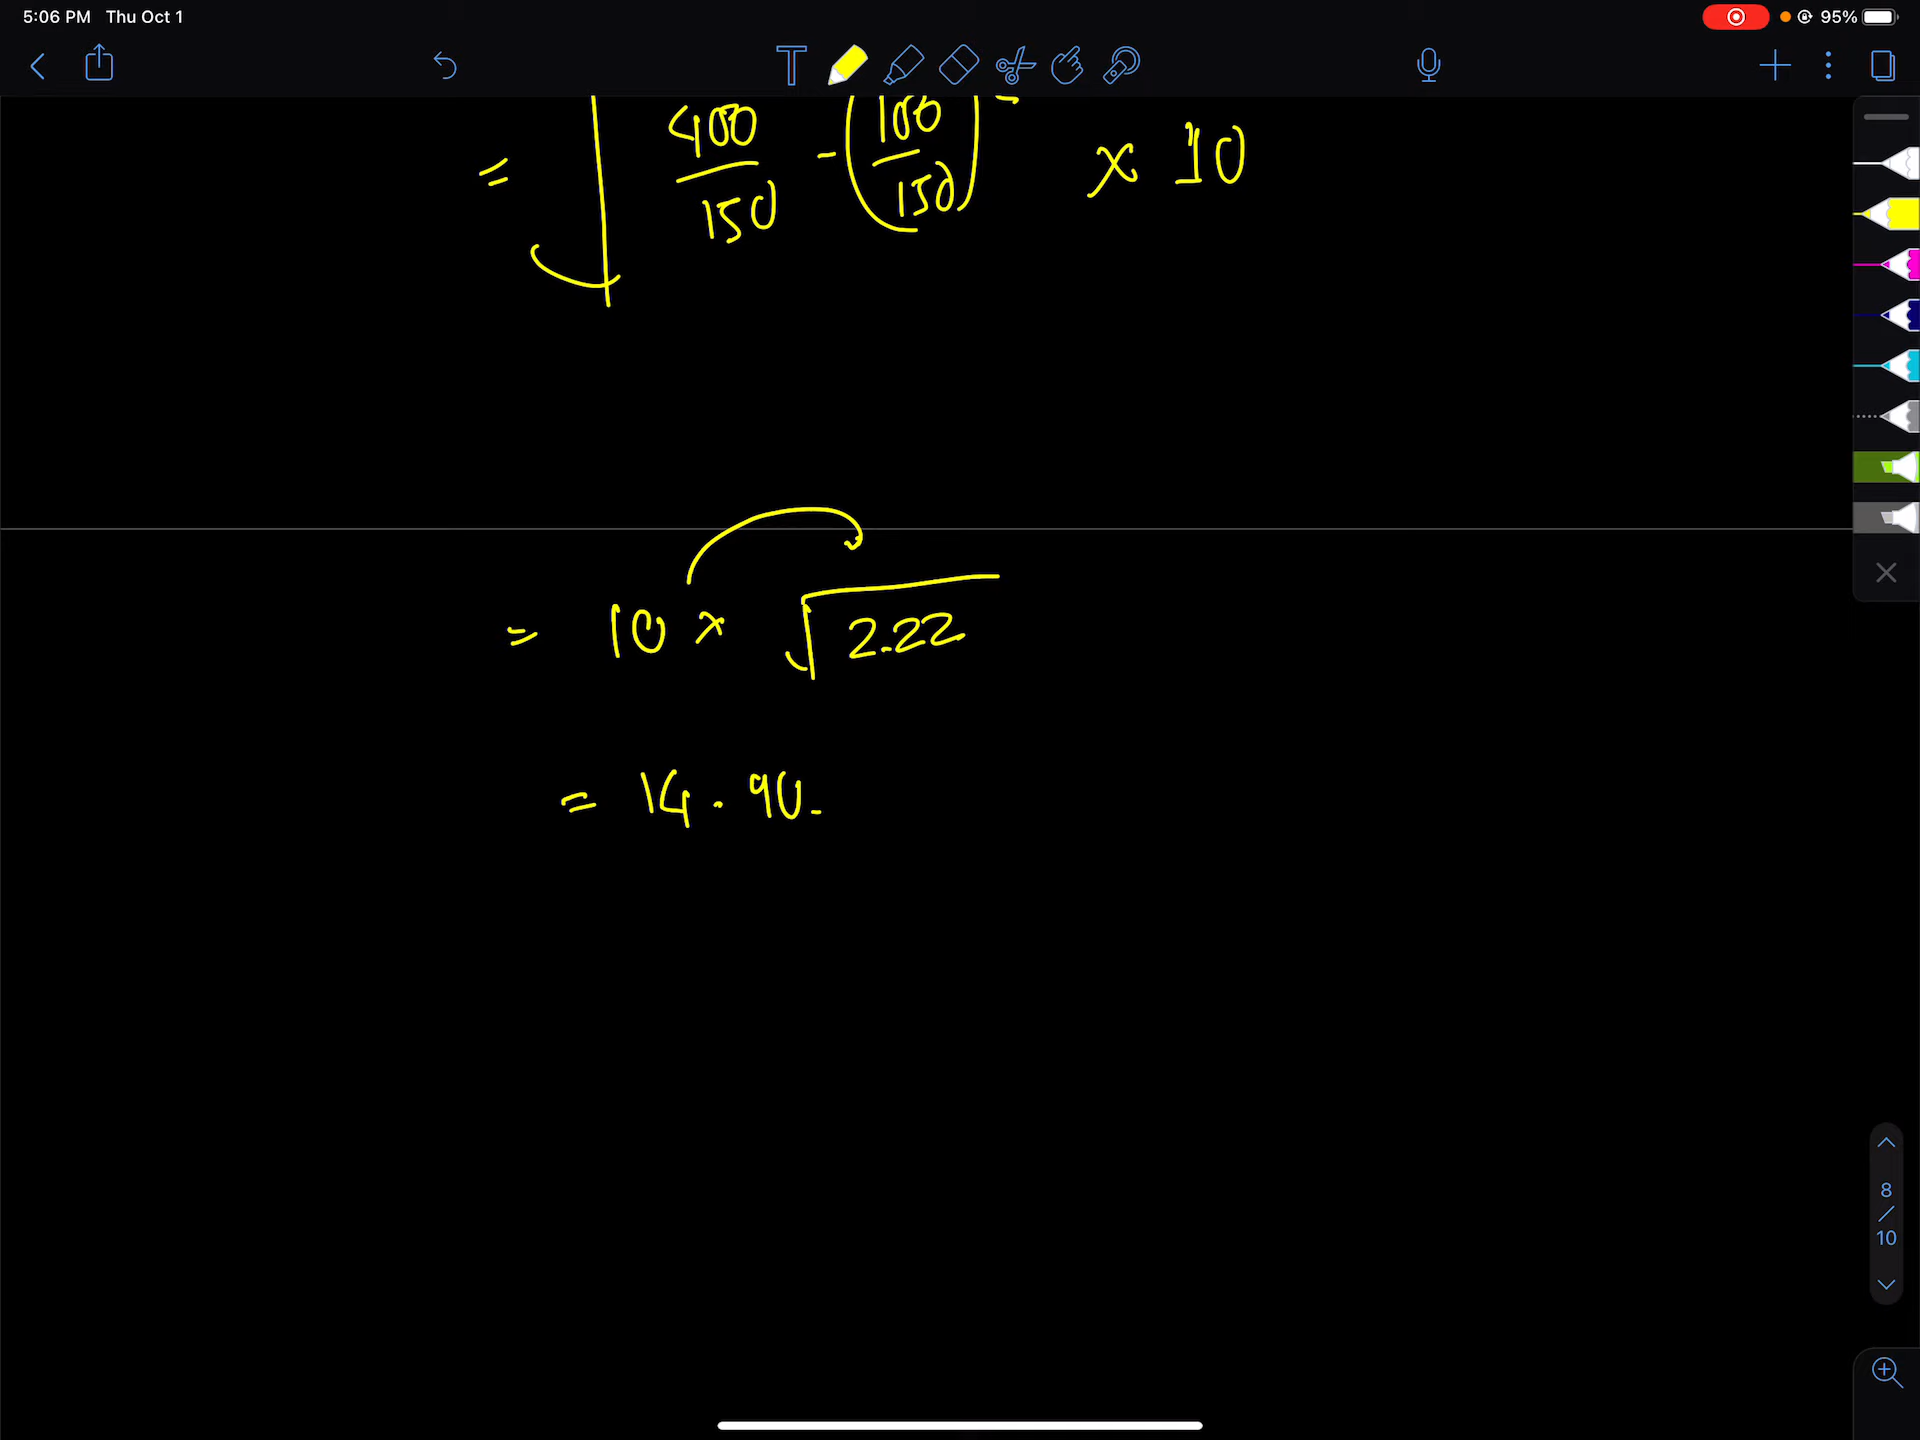 5:06 PM Thu Oct 1
95%
= √ 400/150 - (100/150)² x 10
= 10 x √2.22
= 14.90.
8
/
10